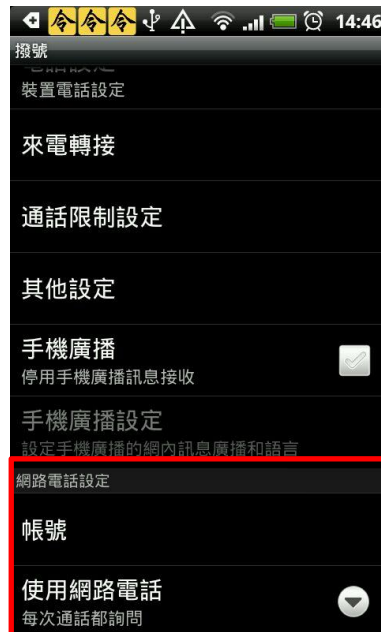 令 令 令 14:46
撥號
裝置電話設定
來電轉接
通話限制設定
其他設定
手機廣播
停用手機廣播訊息接收
手機廣播設定
設定手機廣播的網內訊息廣播和語言
網路電話設定
帳號
使用網路電話
每次通話都詢問